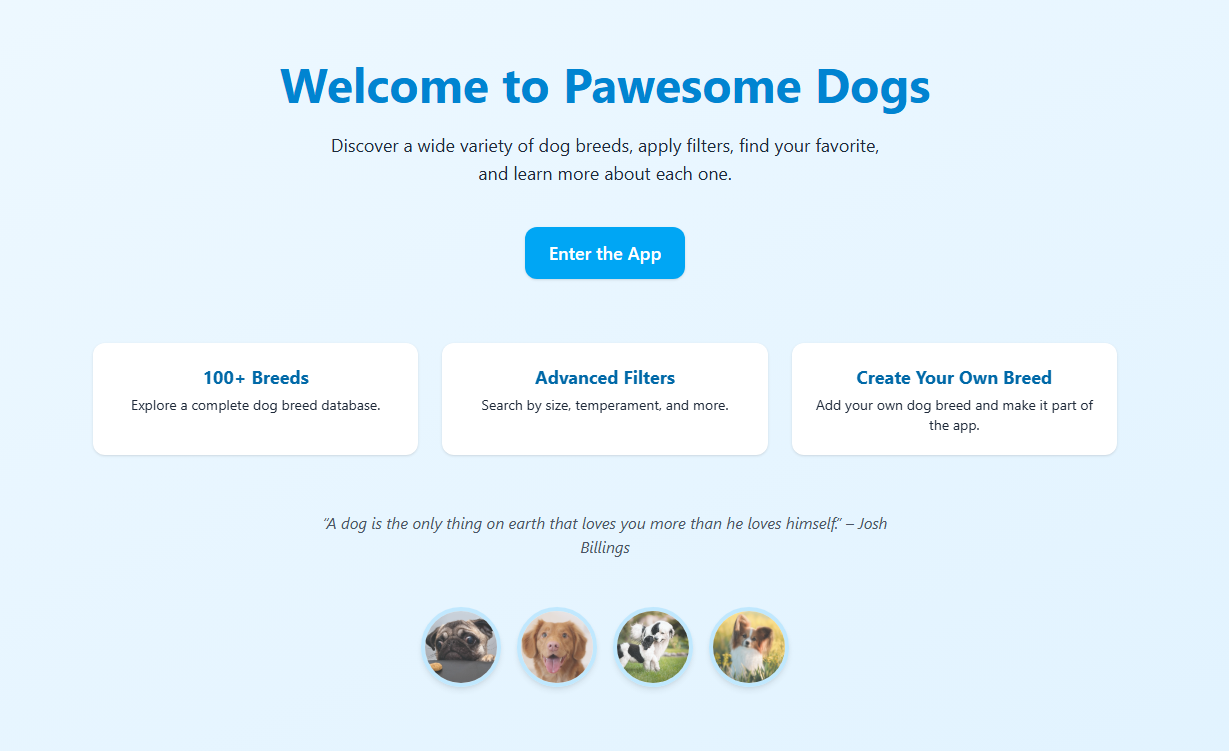 Welcome to Pawesome Dogs
Discover a wide variety of dog breeds, apply filters, find your favorite,
and learn more about each one.
Enter the App
100+ Breeds
Explore a complete dog breed database.
Advanced Filters
Search by size, temperament, and more.
Create Your Own Breed
Add your own dog breed and make it part of
the app.
“A dog is the only thing on earth that loves you more than he loves himself.” – Josh
Billings